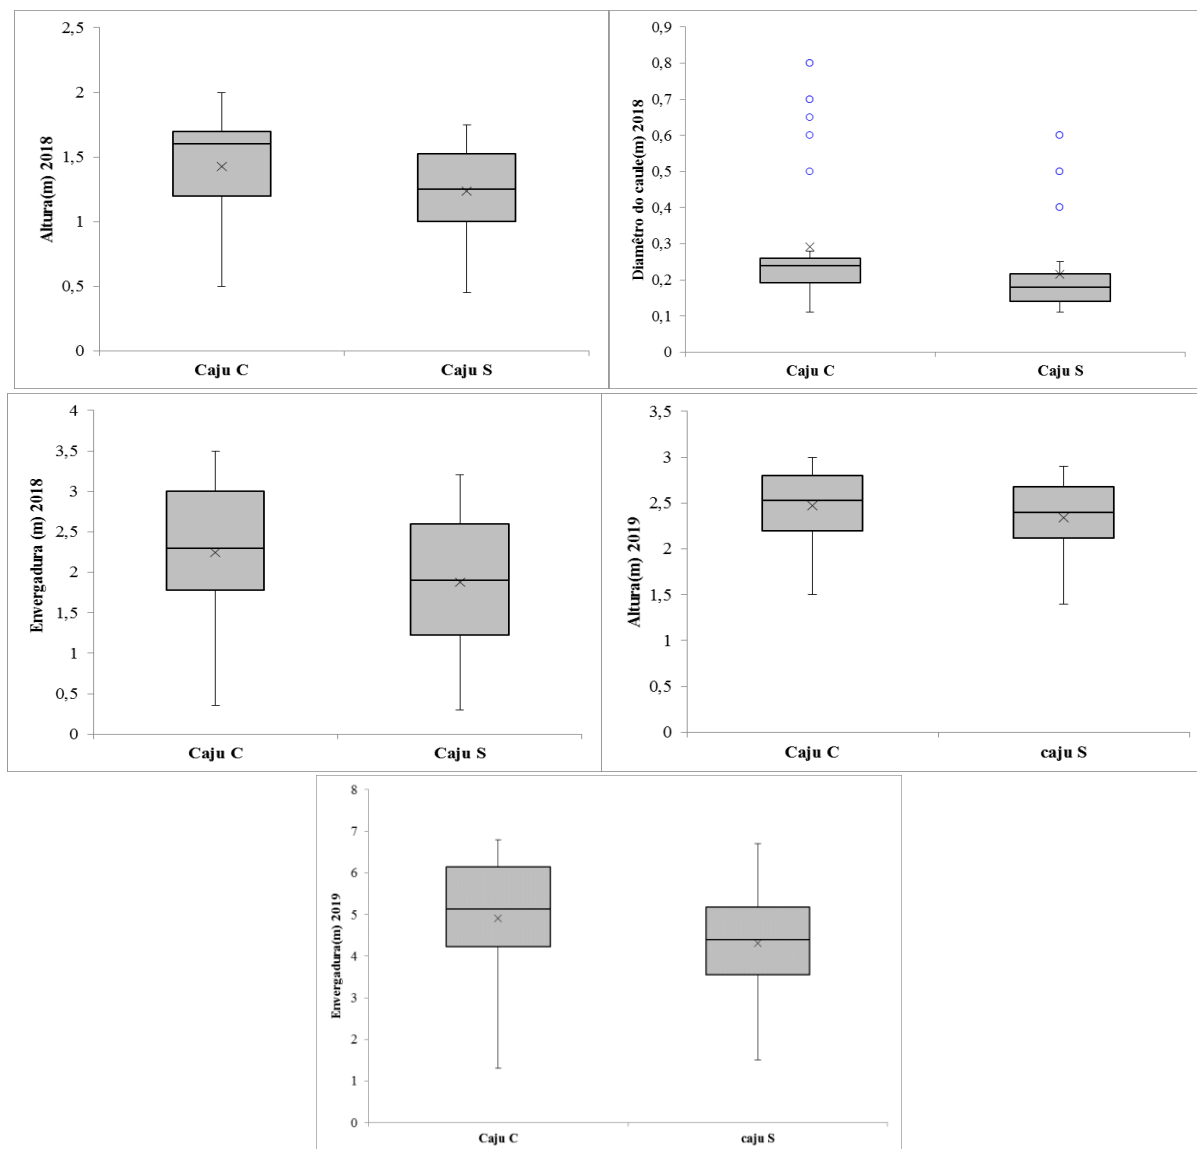 2,5
2
1,5
1
0,5
0
Altura(m) 2018
Caju C
Caju S
0,9
0,8
0,7
0,6
0,5
0,4
0,3
0,2
0,1
0
Diamêtro do caule(m) 2018
Caju C
Caju S
4
3,5
3
2,5
2
1,5
1
0,5
0
Envergadura (m) 2018
Caju C
Caju S
3,5
3
2,5
2
1,5
1
0,5
0
Altura(m) 2019
Caju C
caju S
8
7
6
5
4
3
2
1
0
Envergadura(m) 2019
Caju C
caju S